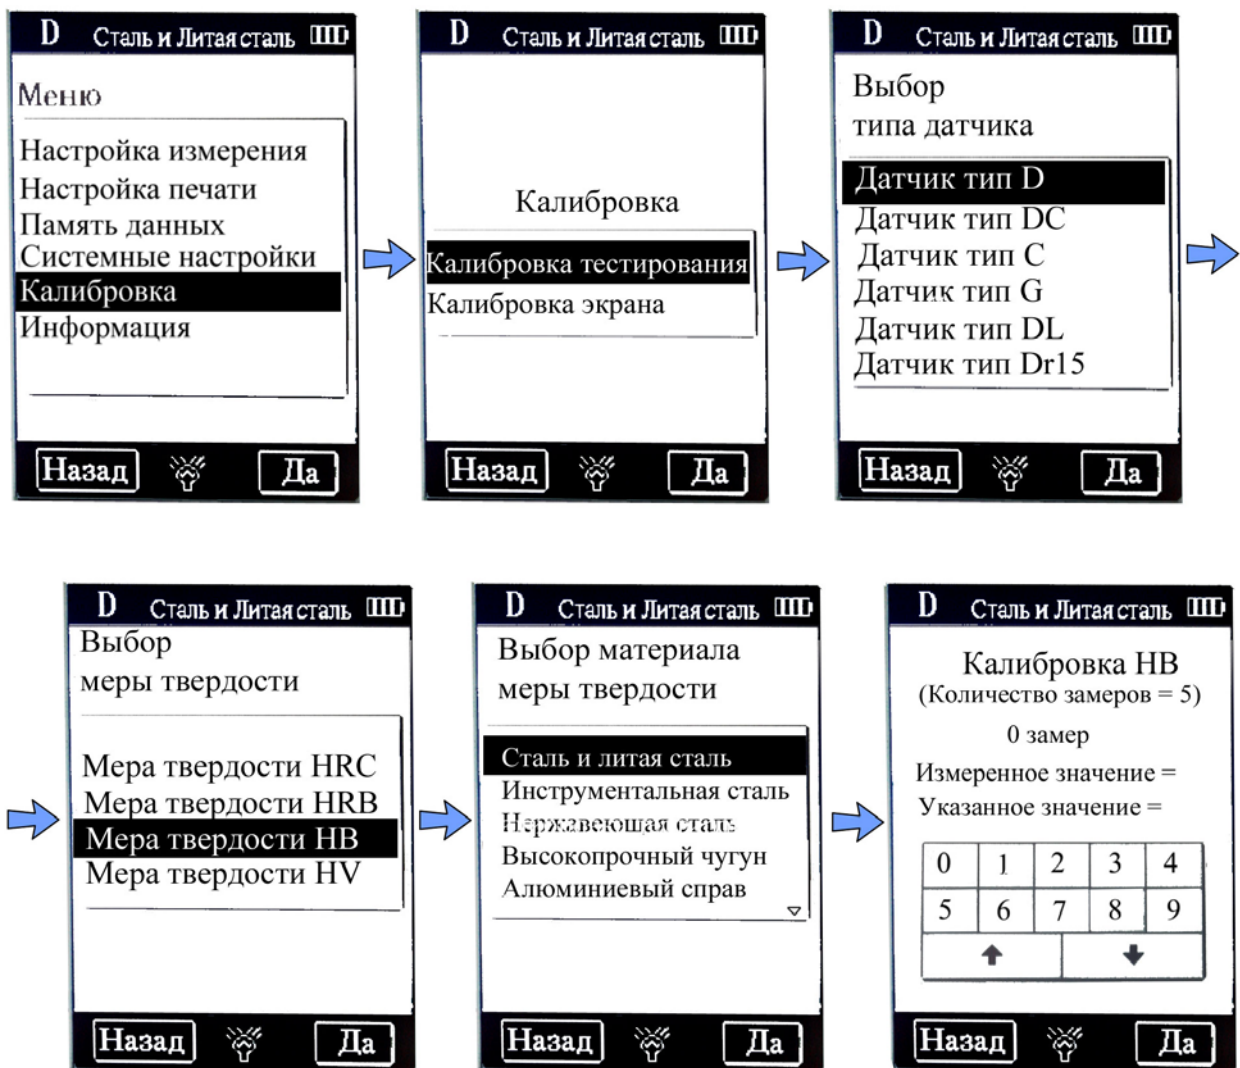 D Сталь и Литая сталь
Меню
Настройка измерения
Настройка печати
Память данных
Системные настройки
Калибровка
Информация
Назад Да
D Сталь и Литая сталь
Калибровка
Калибровка тестирования
Калибровка экрана
Назад Да
D Сталь и Литая сталь
Выбор
типа датчика
Датчик тип D
Датчик тип DC
Датчик тип C
Датчик тип G
Датчик тип DL
Датчик тип Dr15
Назад Да
D Сталь и Литая сталь
Выбор
меры твердости
Мера твердости HRC
Мера твердости HRB
Мера твердости HB
Мера твердости HV
Назад Да
D Сталь и Литая сталь
Выбор материала
меры твердости
Сталь и литая сталь
Инструментальная сталь
Нержавеющая сталь
Высокопрочный чугун
Алюминиевый справ
Назад Да
D Сталь и Литая сталь
Калибровка HB
(Количество замеров = 5)
0 замер
Измеренное значение =
Указанное значение =
0 1 2 3 4
5 6 7 8 9
Назад Да